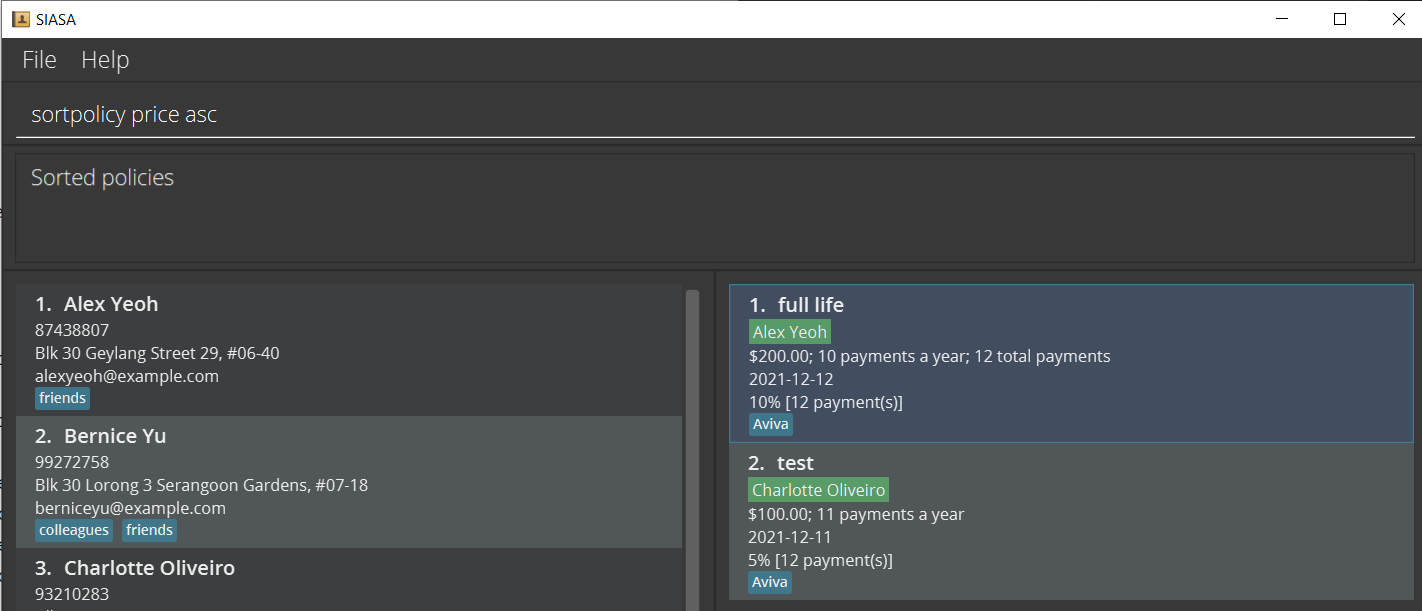 SIASA
File Help
sortpolicy price asc
Sorted policies
1. Alex Yeoh
87438807
Blk 30 Geylang Street 29, #06-40
alexyeoh@example.com
friends
2. Bernice Yu
99272758
Blk 30 Lorong 3 Serangoon Gardens, #07-18
berniceyu@example.com
colleagues friends
3. Charlotte Oliveiro
93210283
1. full life
Alex Yeoh
$200.00; 10 payments a year; 12 total payments
2021-12-12
10% [12 payment(s)]
Aviva
2. test
Charlotte Oliveiro
$100.00; 11 payments a year
2021-12-11
5% [12 payment(s)]
Aviva